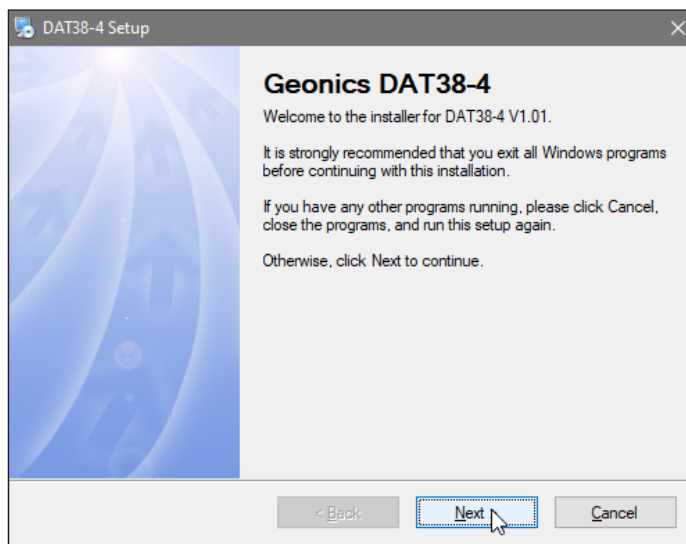 DAT38-4 Setup
Geonics DAT38-4
Welcome to the installer for DAT38-4 V1.01.
It is strongly recommended that you exit all Windows programs
before continuing with this installation.
If you have any other programs running, please click Cancel,
close the programs, and run this setup again.
Otherwise, click Next to continue.
< Back
Next
Cancel